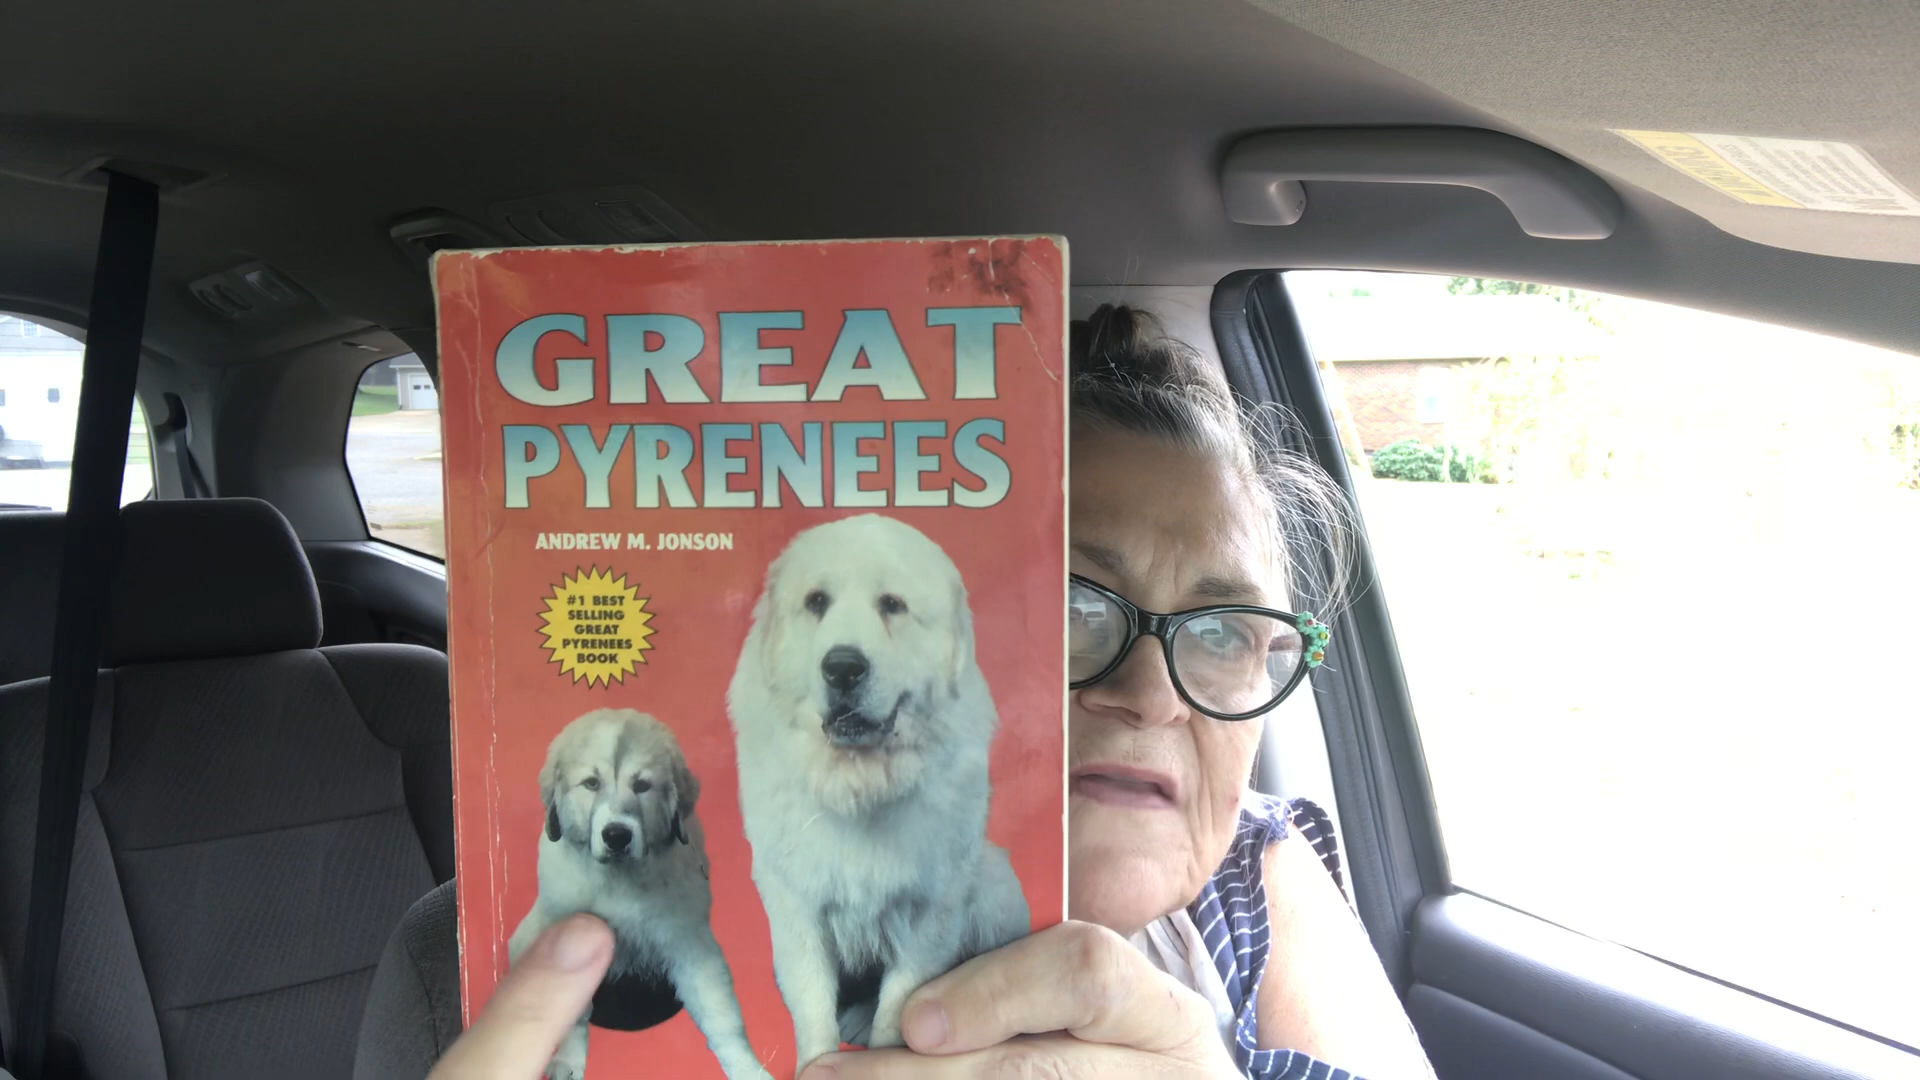 GREAT
PYRENEES
ANDREW M. JONSON
#1 BEST
SELLING
GREAT
PYRENEES
BOOK